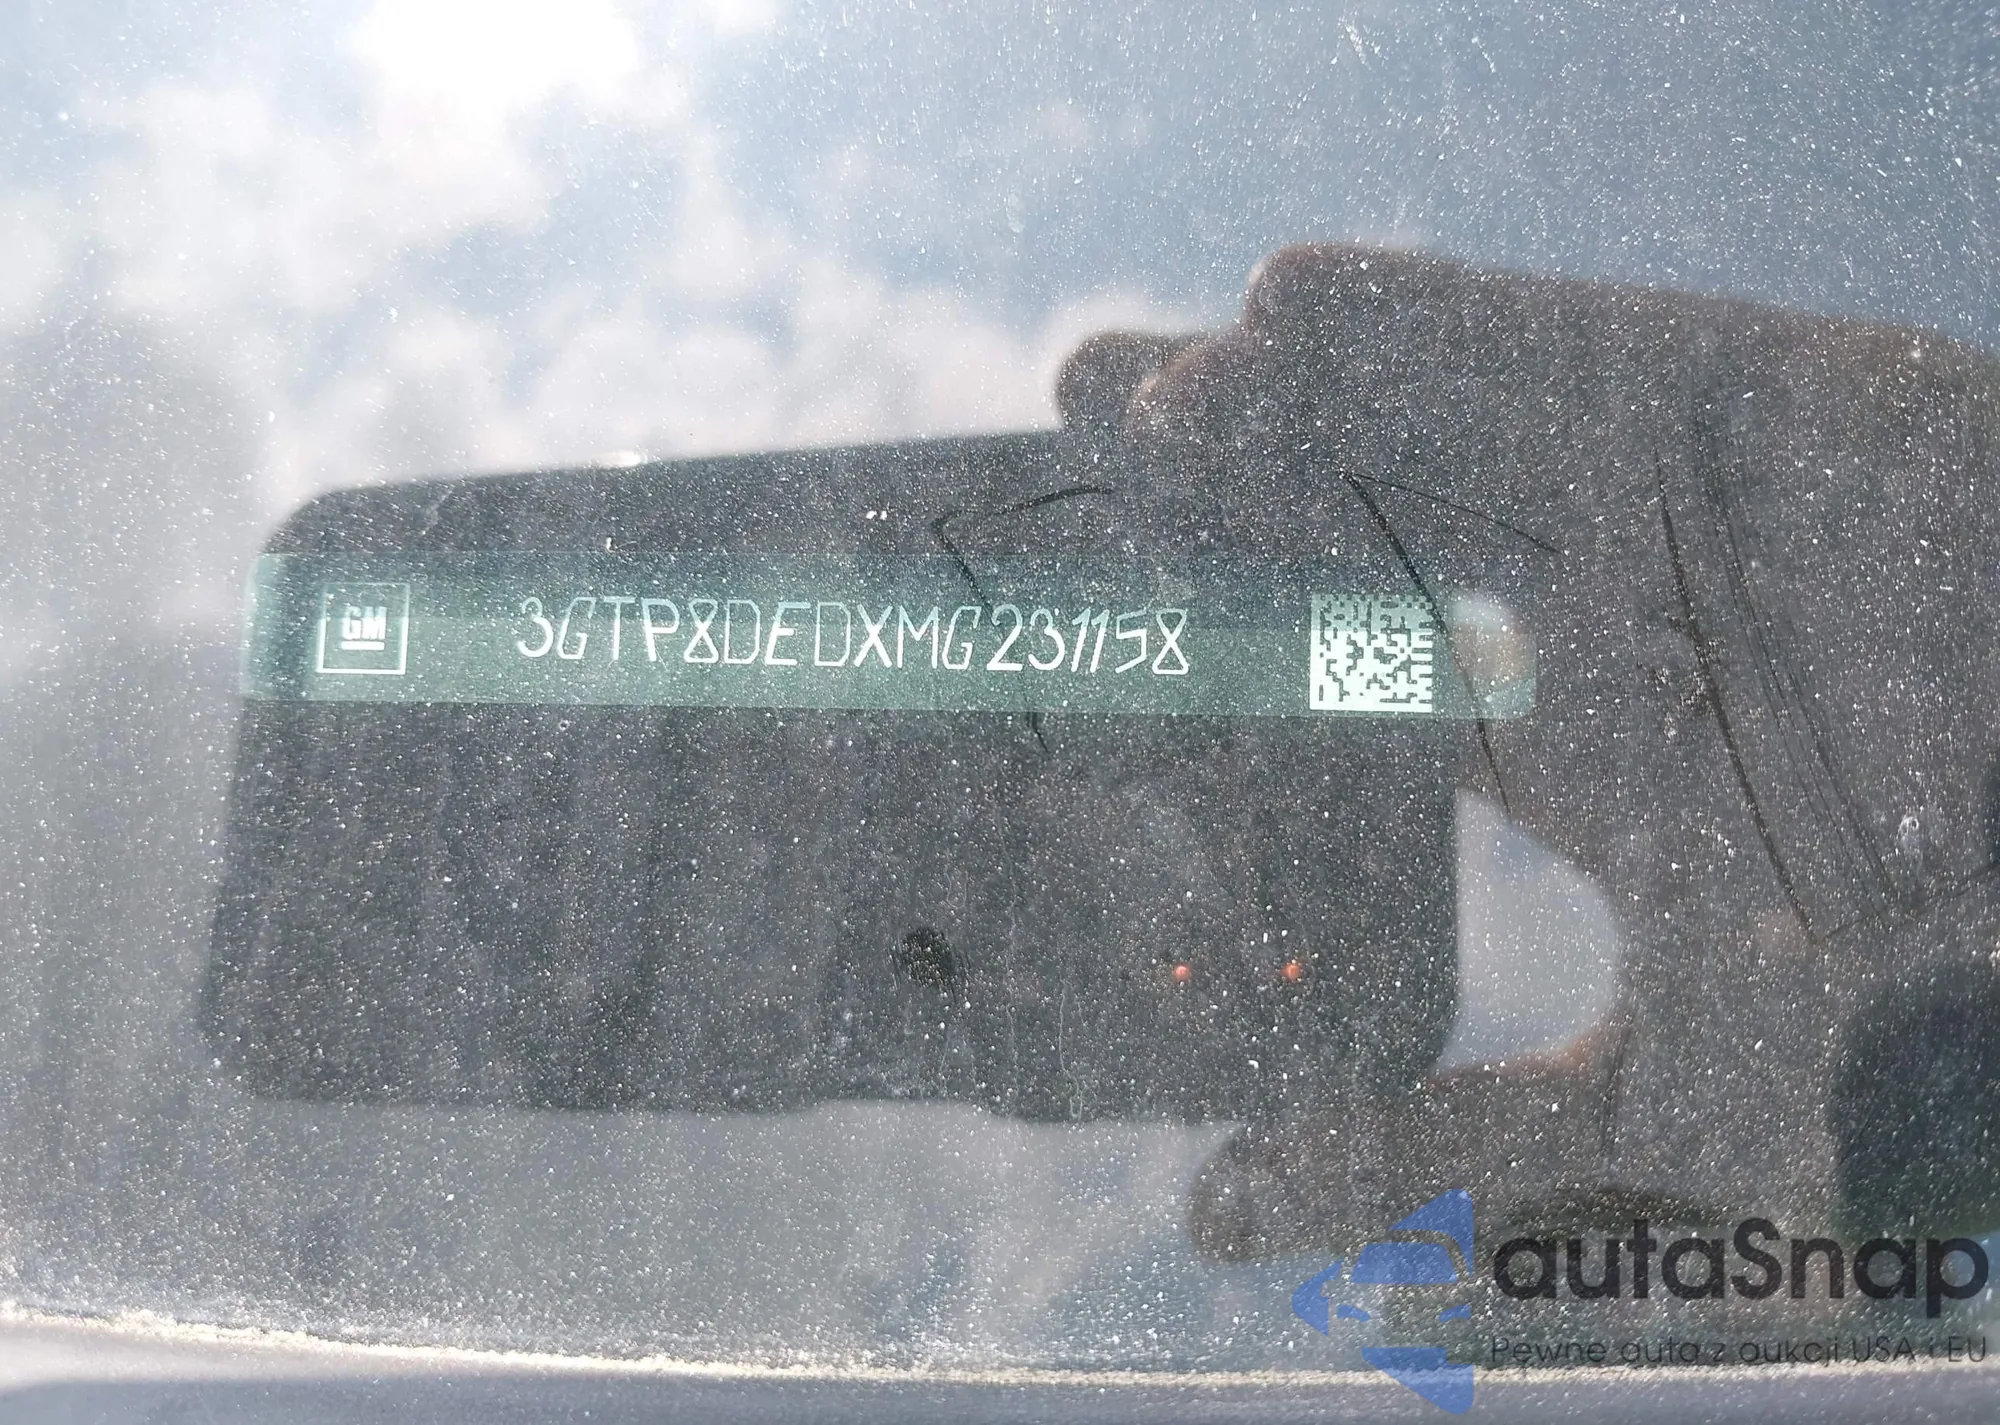 GM 3GTP8DEDXMG231158
autaSnap
Pewne auta z aukcji USA i EU